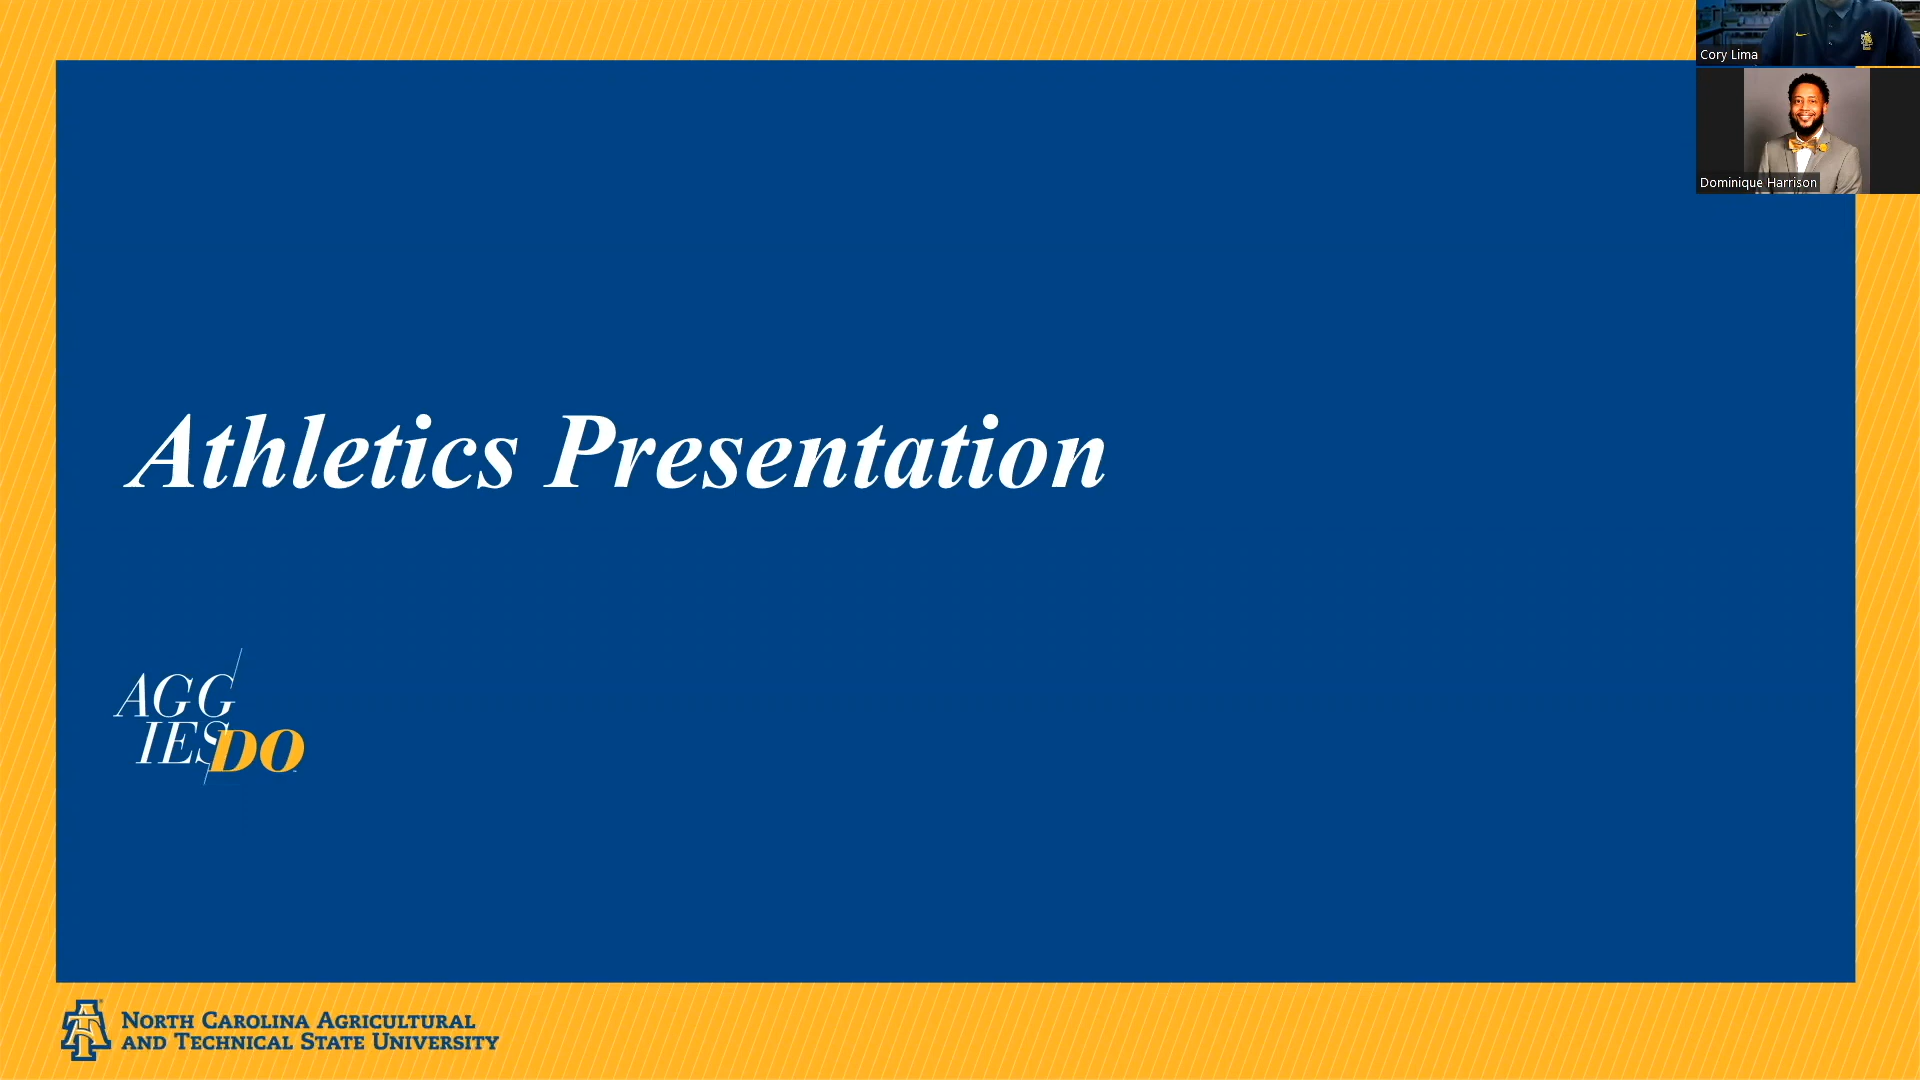 Cory Lima
Dominique Harrison
Athletics Presentation
AGG
IES DO
NORTH CAROLINA AGRICULTURAL
AND TECHNICAL STATE UNIVERSITY